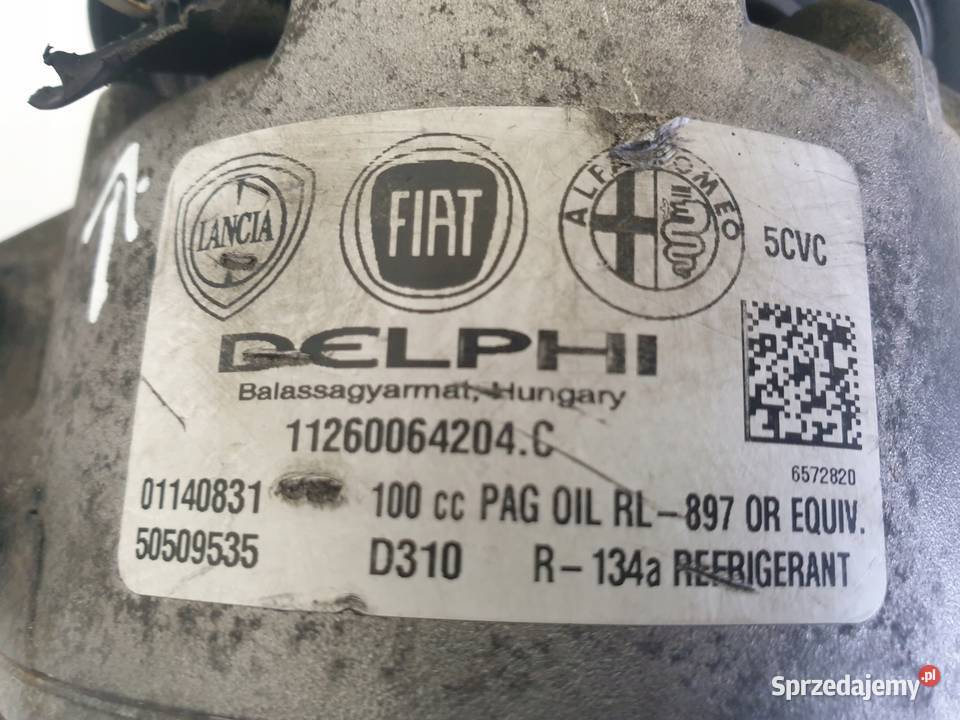 LANCIA
FIAT
ALFA ROMEO
5CVC
DELPHI
Balassagyarmat, Hungary
11260064204.C
6572820
01140831
100 cc PAG OIL RL-897 OR EQUIV.
50509535
D310
R-134a REFRIGERANT
1
Sprzedajemy.pl